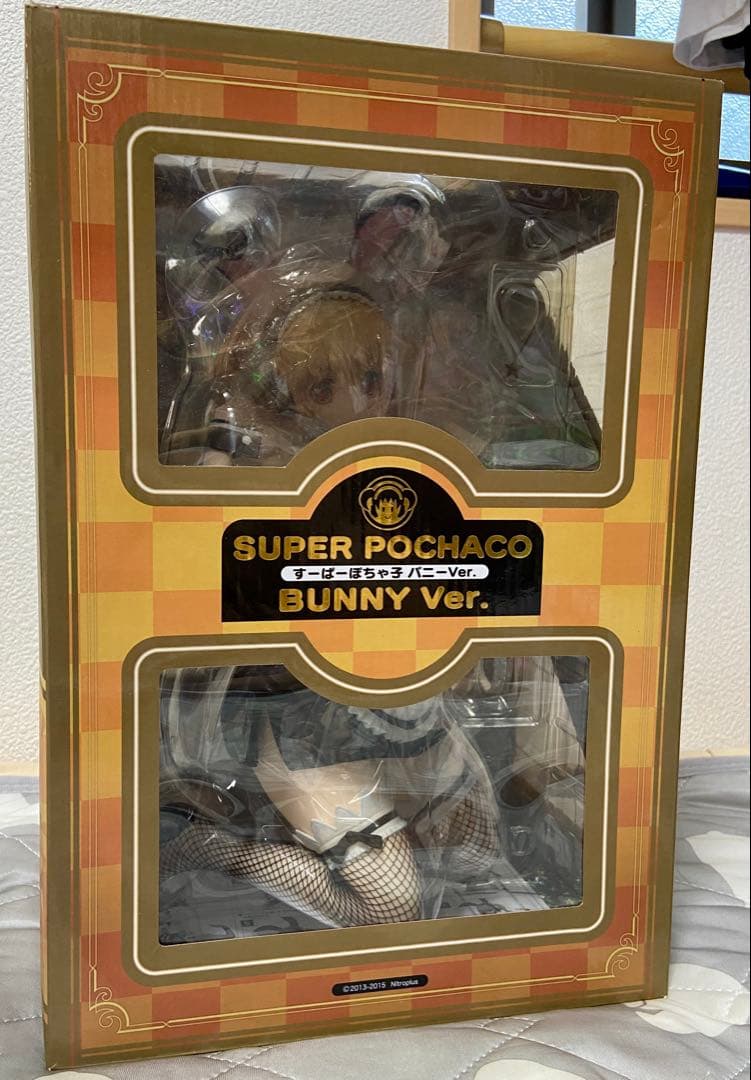 SUPER POCHACO
すーぱーぽちゃ子 バニーVer.
BUNNY Ver.
©2013-2015 Nitroplus